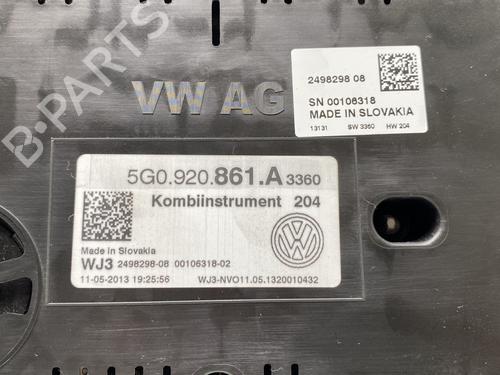 VW AG
2498298 08
SN 00106318
MADE IN SLOVAKIA
13131 SW 3360 HW 204
5G0.920.861.A 3360
Kombiinstrument 204
Made in Slovakia
WJ3 2498298-08 00106318-02
11-05-2013 19:25:56 WJ3-NVO11.05.1320010432
B-PARTS